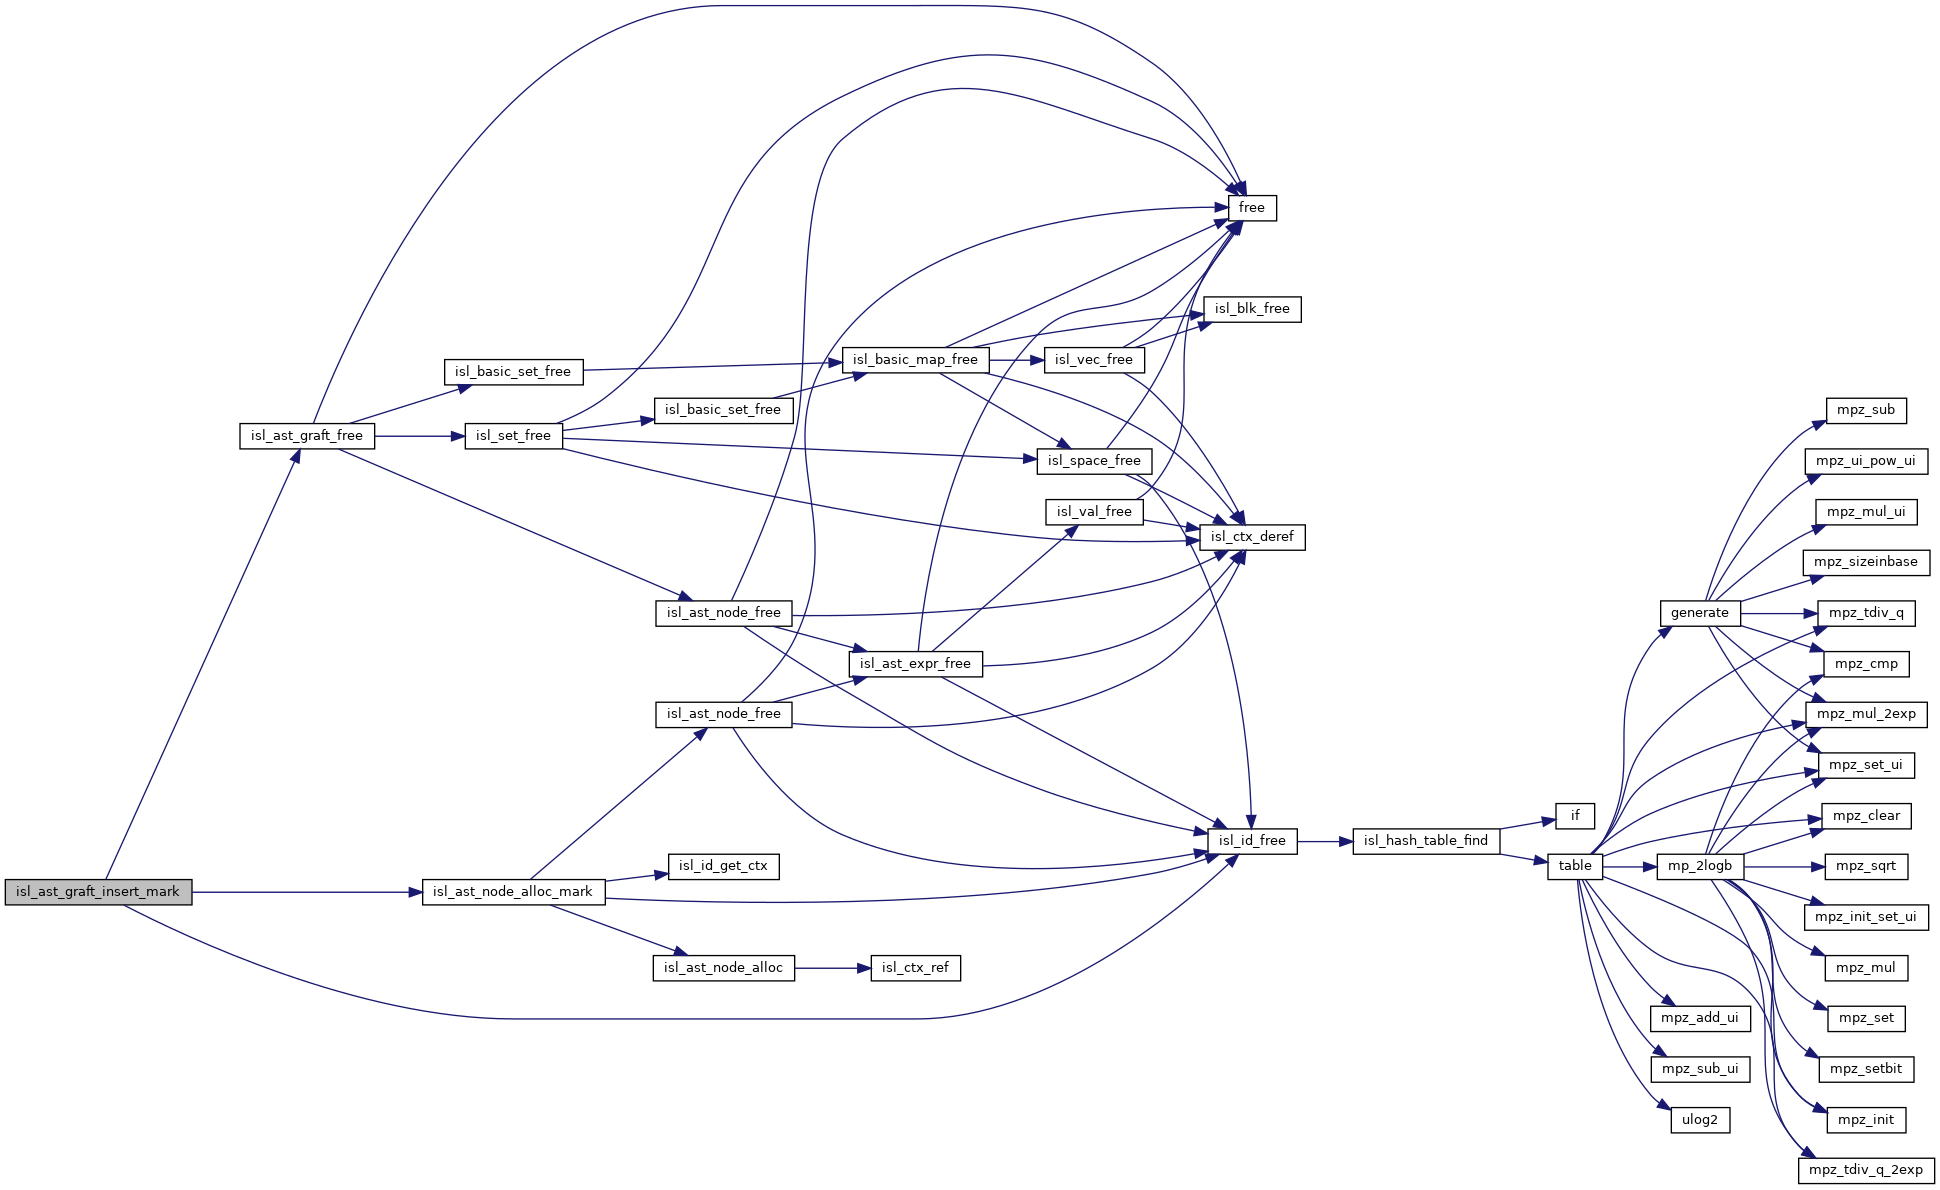 free
isl_blk_free
isl_basic_map_free
isl_vec_free
isl_basic_set_free
isl_basic_set_free
mpz_sub
isl_ast_graft_free
isl_set_free
isl_space_free
mpz_ui_pow_ui
isl_val_free
mpz_mul_ui
isl_ctx_deref
mpz_sizeinbase
isl_ast_node_free
generate
mpz_tdiv_q
isl_ast_expr_free
mpz_cmp
isl_ast_node_free
mpz_mul_2exp
mpz_set_ui
if
mpz_clear
isl_id_free
isl_hash_table_find
isl_id_get_ctx
table
mp_2logb
mpz_sqrt
isl_ast_graft_insert_mark
isl_ast_node_alloc_mark
mpz_init_set_ui
isl_ast_node_alloc
isl_ctx_ref
mpz_mul
mpz_add_ui
mpz_set
mpz_sub_ui
mpz_setbit
ulog2
mpz_init
mpz_tdiv_q_2exp